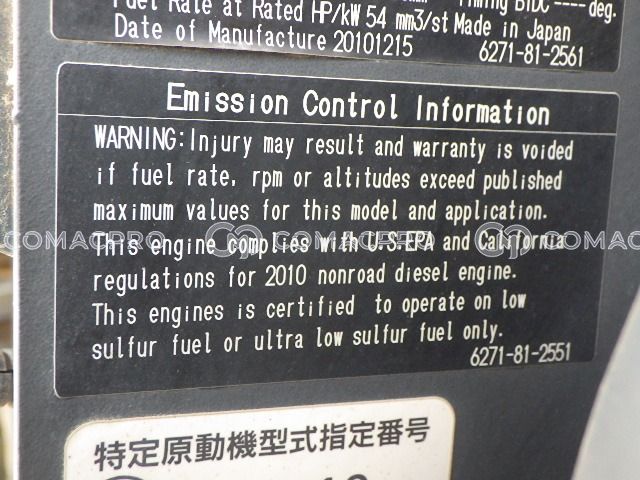 Fuel Rate at Rated HP/kW 54 mm3/st Made in Japan
Date of Manufacture 20101215 6271-81-2561
Emission Control Information
WARNING: Injury may result and warranty is voided
if fuel rate, rpm or altitudes exceed published
maximum values for this model and application.
This engine complies with U.S.EPA and California
regulations for 2010 nonroad diesel engine.
This engines is certified to operate on low
sulfur fuel or ultra low sulfur fuel only.
6271-81-2551
特定原動機型式指定番号
COMACPRO COMACPRO COMACPRO